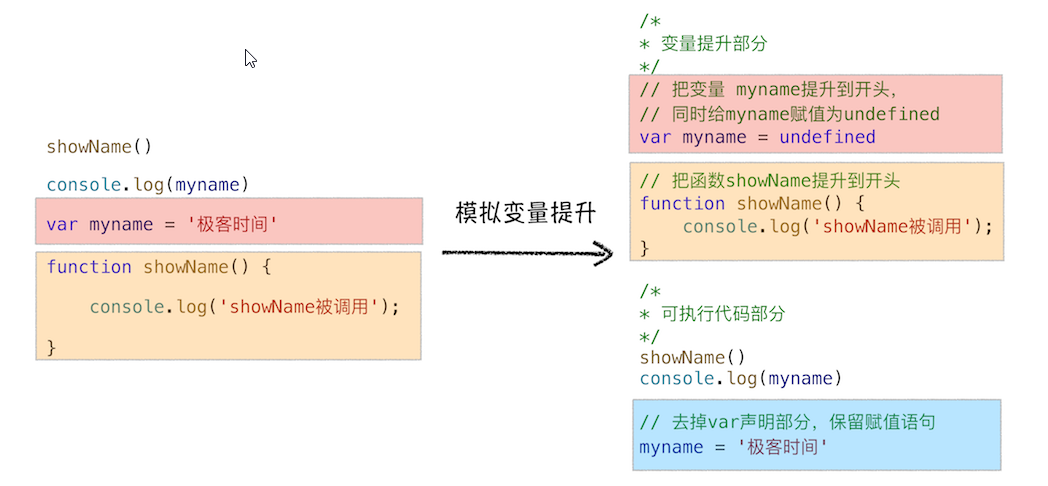 showName()
console.log(myname)
var myname = '极客时间'
function showName() {
console.log('showName被调用');
}
模拟变量提升
/*
* 变量提升部分
*/
// 把变量 myname提升到开头,
// 同时给myname赋值为undefined
var myname = undefined
// 把函数showName提升到开头
function showName() {
console.log('showName被调用');
}
/*
* 可执行代码部分
*/
showName()
console.log(myname)
// 去掉var声明部分，保留赋值语句
myname = '极客时间'